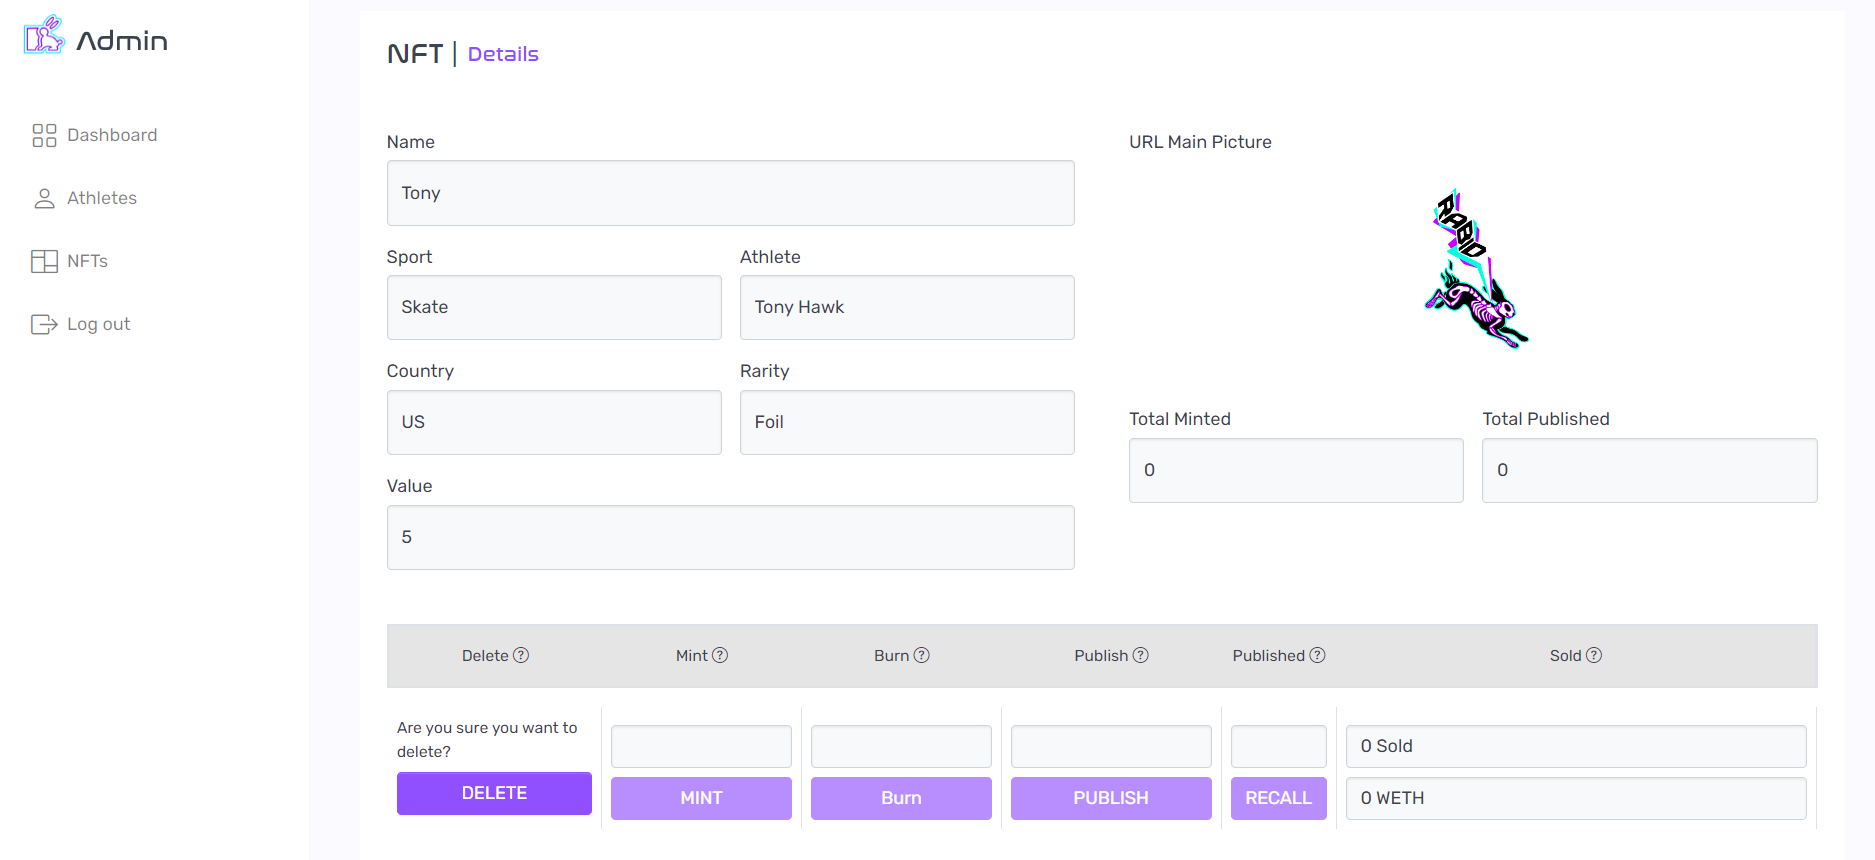 Admin
Dashboard
Athletes
NFTs
Log out
NFT | Details
Name
Tony
Sport
Skate
Athlete
Tony Hawk
Country
US
Rarity
Foil
Value
5
URL Main Picture
RABID
Total Minted
0
Total Published
0
Delete ?
Mint ?
Burn ?
Publish ?
Published ?
Sold ?
Are you sure you want to
delete?
DELETE
MINT
Burn
PUBLISH
RECALL
0 Sold
0 WETH